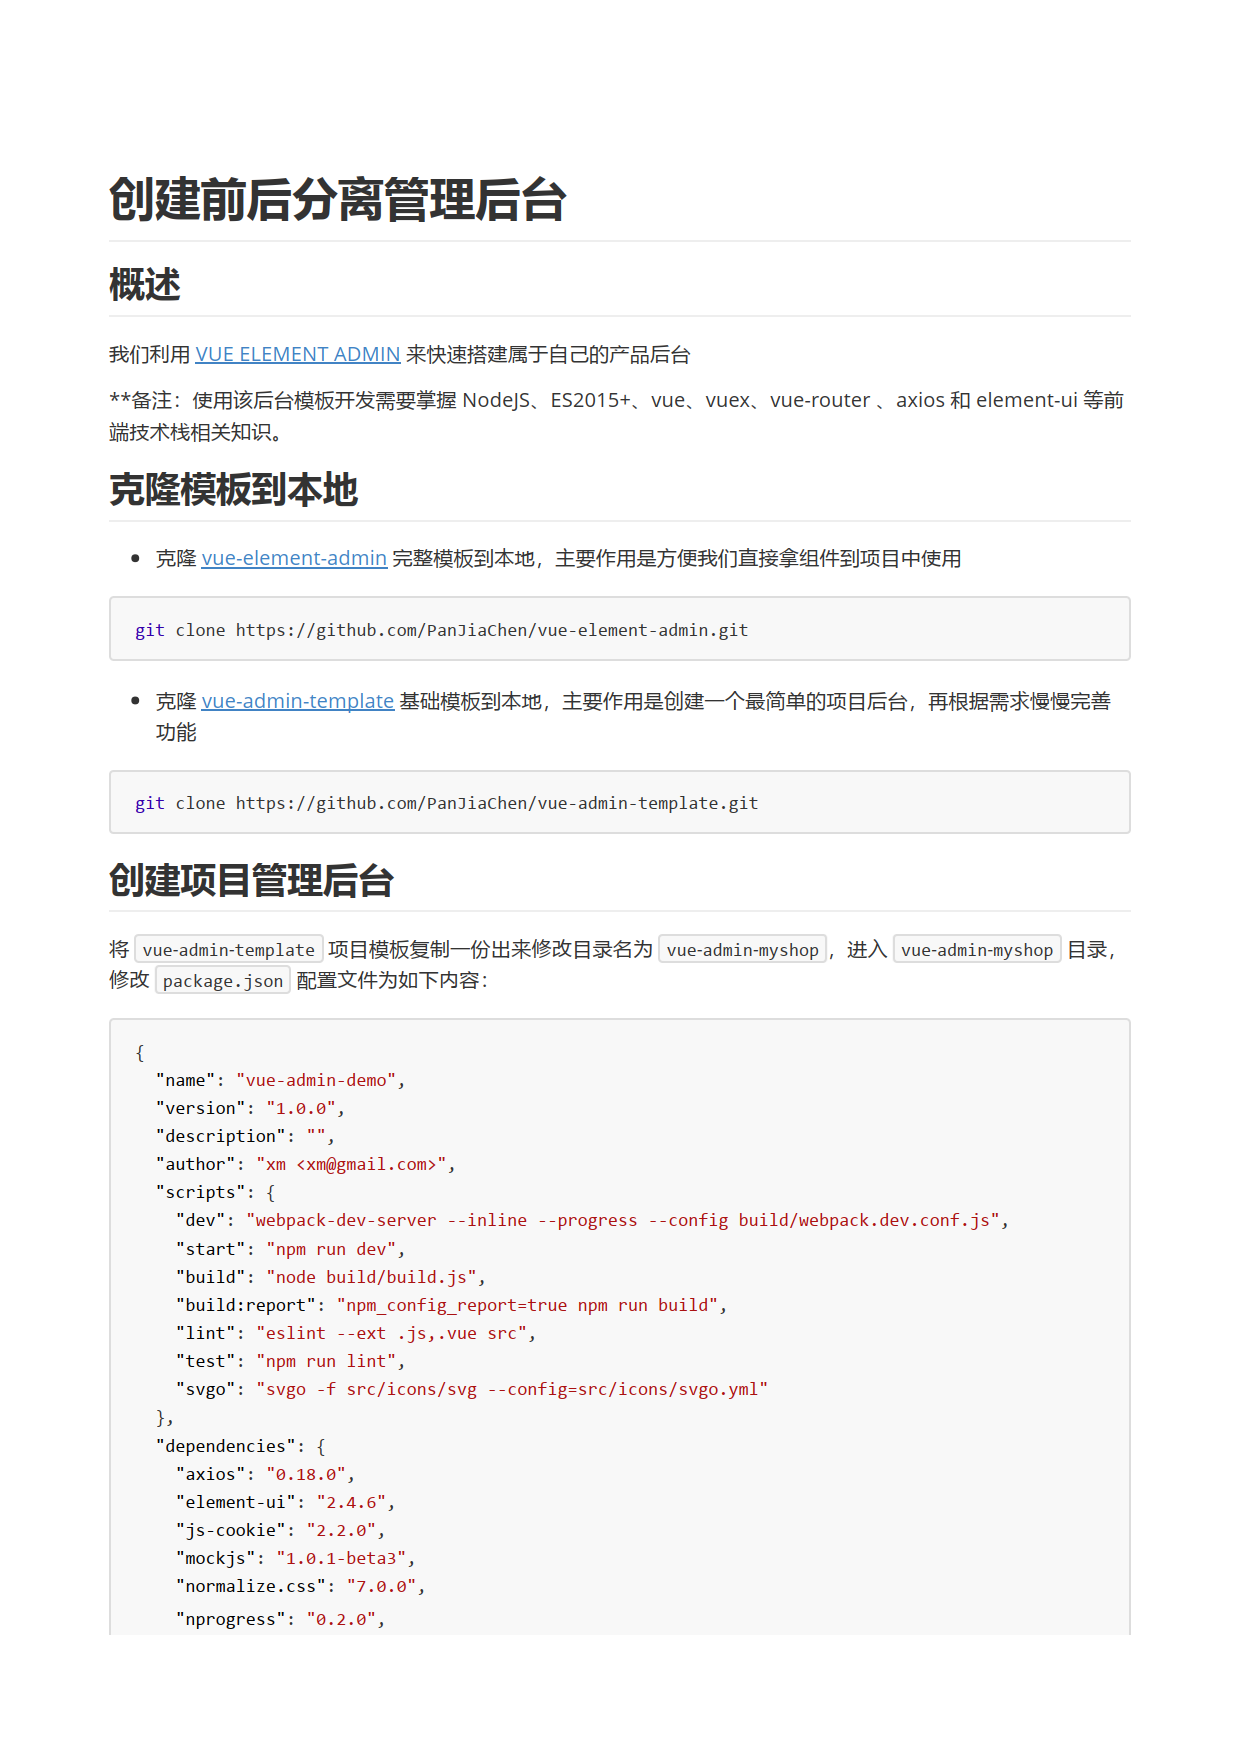 创建前后分离管理后台
概述
我们利用 VUE ELEMENT ADMIN 来快速搭建属于自己的产品后台
**备注：使用该后台模板开发需要掌握 NodeJS、ES2015+、vue、vuex、vue-router 、axios 和 element-ui 等前
端技术栈相关知识。
克隆模板到本地
• 克隆 vue-element-admin 完整模板到本地，主要作用是方便我们直接拿组件到项目中使用
git clone https://github.com/PanJiaChen/vue-element-admin.git
• 克隆 vue-admin-template 基础模板到本地，主要作用是创建一个最简单的项目后台，再根据需求慢慢完善
功能
git clone https://github.com/PanJiaChen/vue-admin-template.git
创建项目管理后台
将 vue-admin-template 项目模板复制一份出来修改目录名为 vue-admin-myshop，进入 vue-admin-myshop 目录，
修改 package.json 配置文件为如下内容：
{
  "name": "vue-admin-demo",
  "version": "1.0.0",
  "description": "",
  "author": "xm <xm@gmail.com>",
  "scripts": {
    "dev": "webpack-dev-server --inline --progress --config build/webpack.dev.conf.js",
    "start": "npm run dev",
    "build": "node build/build.js",
    "build:report": "npm_config_report=true npm run build",
    "lint": "eslint --ext .js,.vue src",
    "test": "npm run lint",
    "svgo": "svgo -f src/icons/svg --config=src/icons/svgo.yml"
  },
  "dependencies": {
    "axios": "0.18.0",
    "element-ui": "2.4.6",
    "js-cookie": "2.2.0",
    "mockjs": "1.0.1-beta3",
    "normalize.css": "7.0.0",
    "nprogress": "0.2.0",